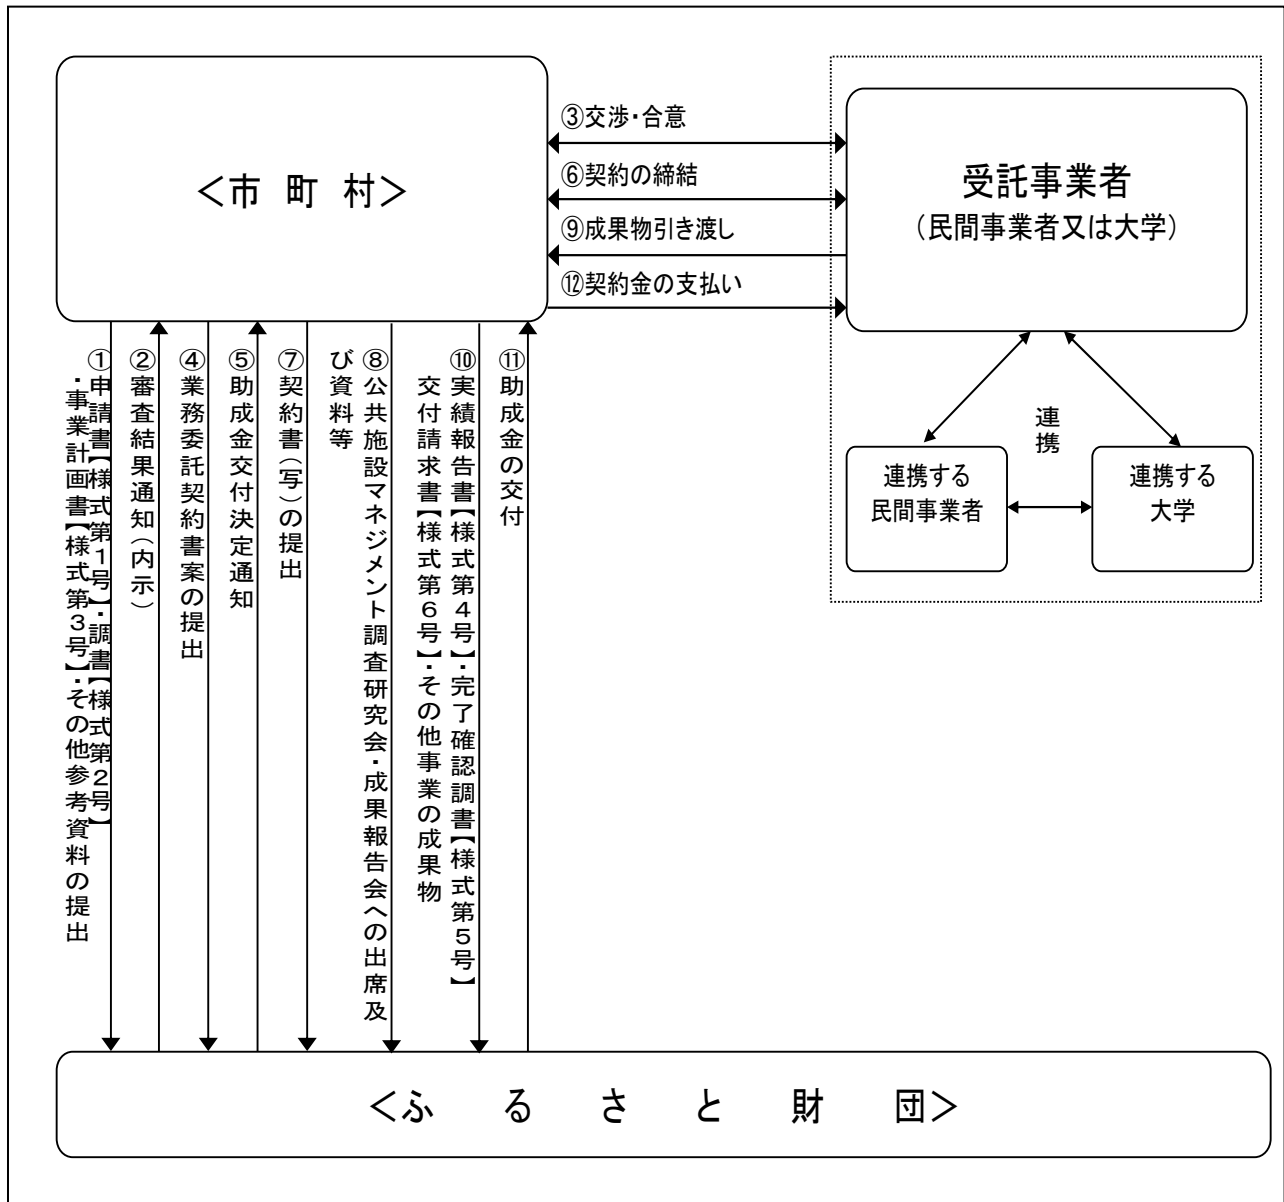 <市 町 村>
③交渉・合意
⑥契約の締結
⑨成果物引き渡し
⑫契約金の支払い
受託事業者
(民間事業者又は大学)
連携
連携する
民間事業者
連携する
大学
①申請書【様式第1号】・調書【様式第2号】
・事業計画書【様式第3号】・その他参考資料の提出
②審査結果通知(内示)
④業務委託契約書案の提出
⑤助成金交付決定通知
⑦契約書(写)の提出
⑧公共施設マネジメント調査研究会・成果報告会への出席及
び資料等
⑩実績報告書【様式第4号】・完了確認調書【様式第5号】
交付請求書【様式第6号】・その他事業の成果物
⑪助成金の交付
<ふ る さ と 財 団>